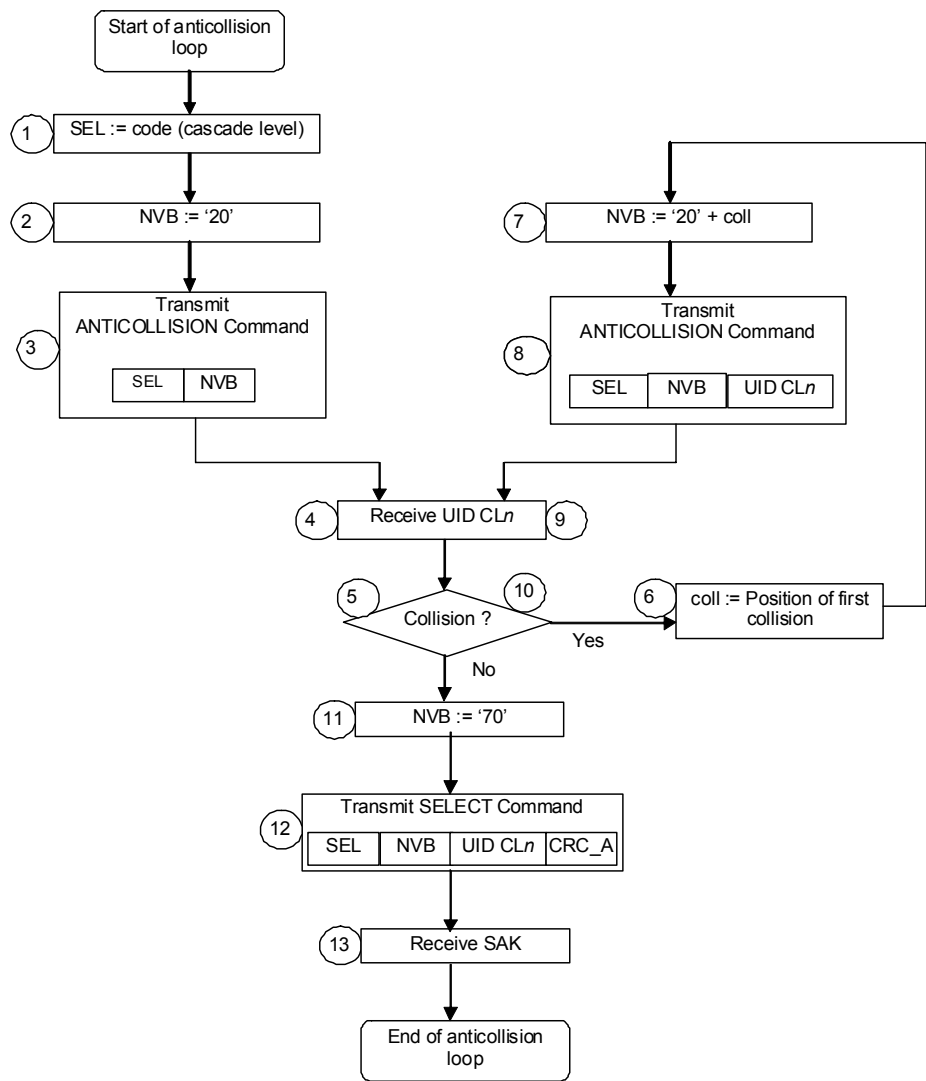 Start of anticollision
loop
1
SEL := code (cascade level)
2
NVB := ‘20’
3
Transmit
ANTICOLLISION Command
SEL NVB
7
NVB := ‘20’ + coll
8
Transmit
ANTICOLLISION Command
SEL NVB UID CLn
4
Receive UID CLn
9
5
Collision ?
10
Yes
No
6
coll := Position of first
collision
11
NVB := ‘70’
12
Transmit SELECT Command
SEL NVB UID CLn CRC_A
13
Receive SAK
End of anticollision
loop